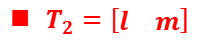 ■ T₂ = [l m]